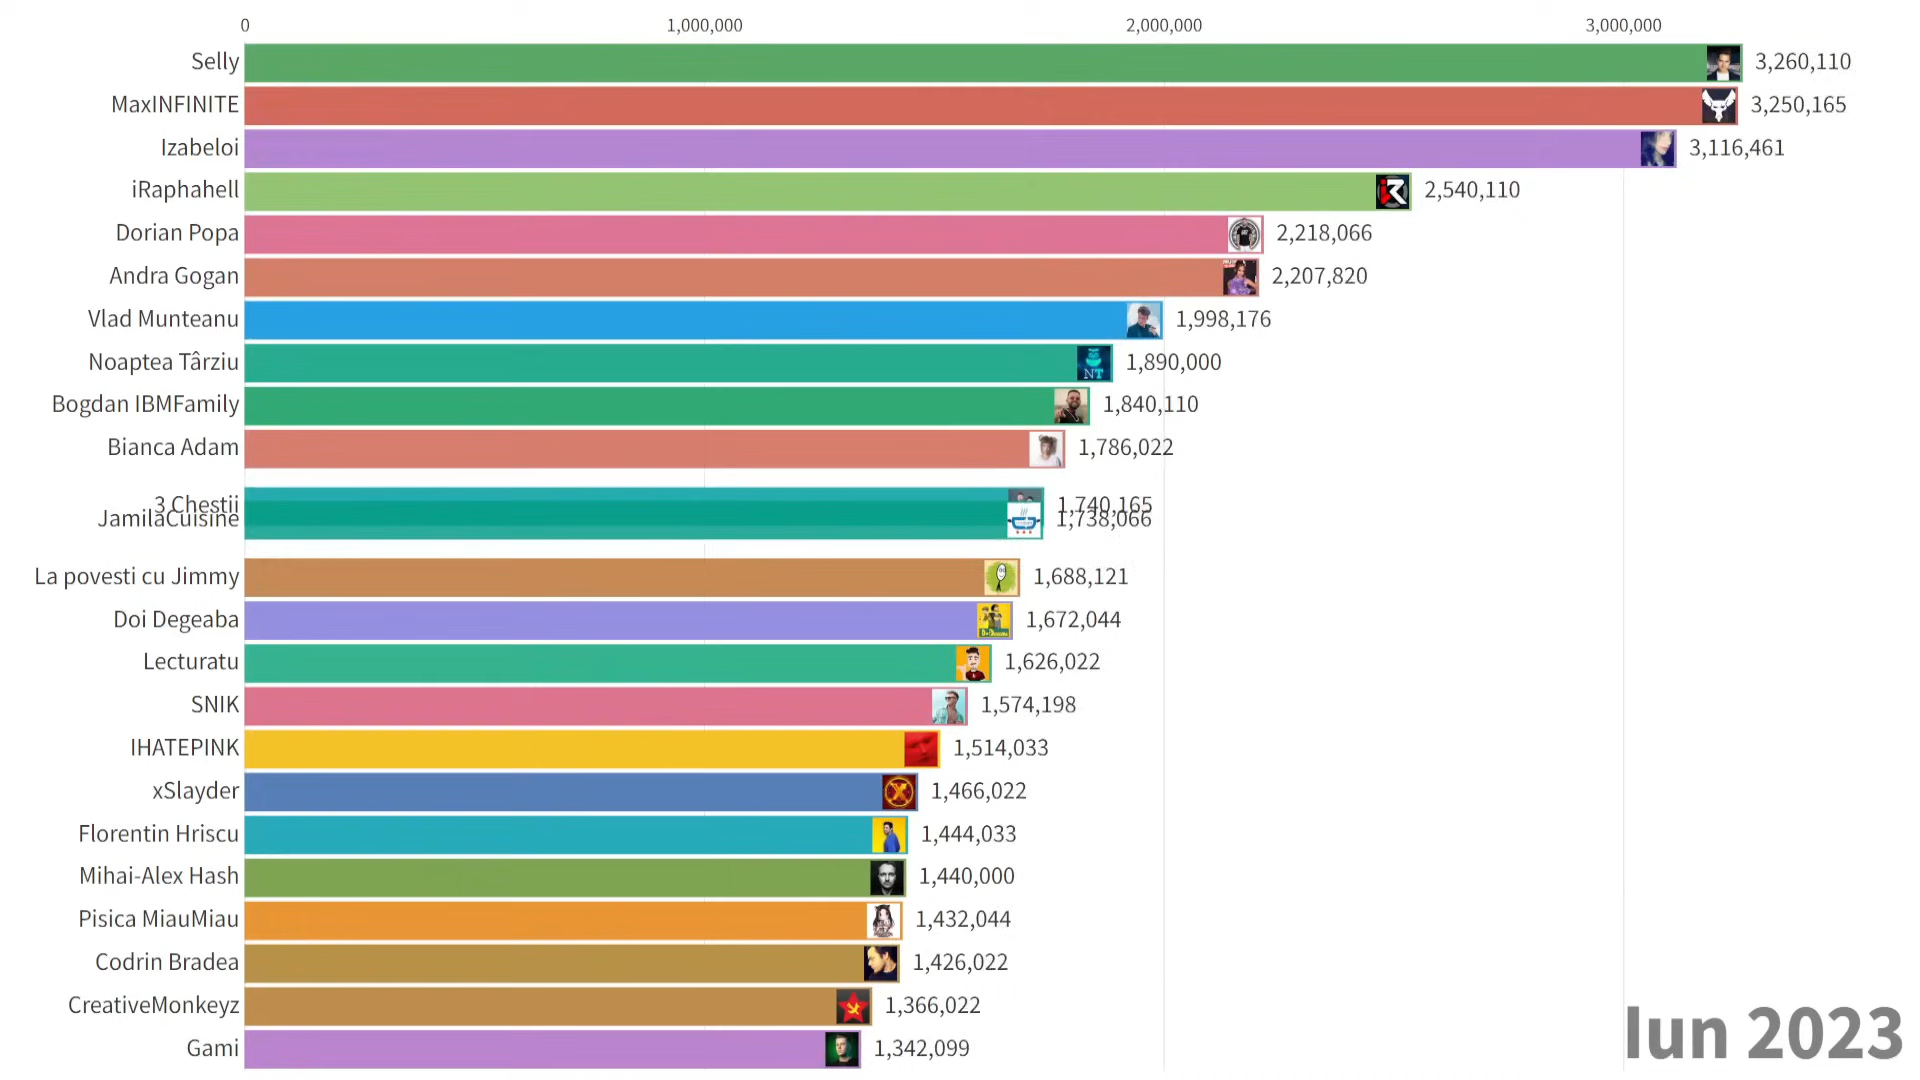 0 1,000,000 2,000,000 3,000,000
Selly 3,260,110
MaxINFINITE 3,250,165
Izabeloi 3,116,461
iRaphahell 2,540,110
Dorian Popa 2,218,066
Andra Gogan 2,207,820
Vlad Munteanu 1,998,176
Noaptea Târziu NT 1,890,000
Bogdan IBMFamily 1,840,110
Bianca Adam 1,786,022
3 Chestii 1,740,165
JamilaCuisine 1,738,066
La povesti cu Jimmy 1,688,121
Doi Degeaba 1,672,044
Lecturatu 1,626,022
SNIK 1,574,198
IHATEPINK 1,514,033
xSlayder 1,466,022
Florentin Hriscu 1,444,033
Mihai-Alex Hash 1,440,000
Pisica MiauMiau 1,432,044
Codrin Bradea 1,426,022
CreativeMonkeyz 1,366,022
Gami 1,342,099
Iun 2023